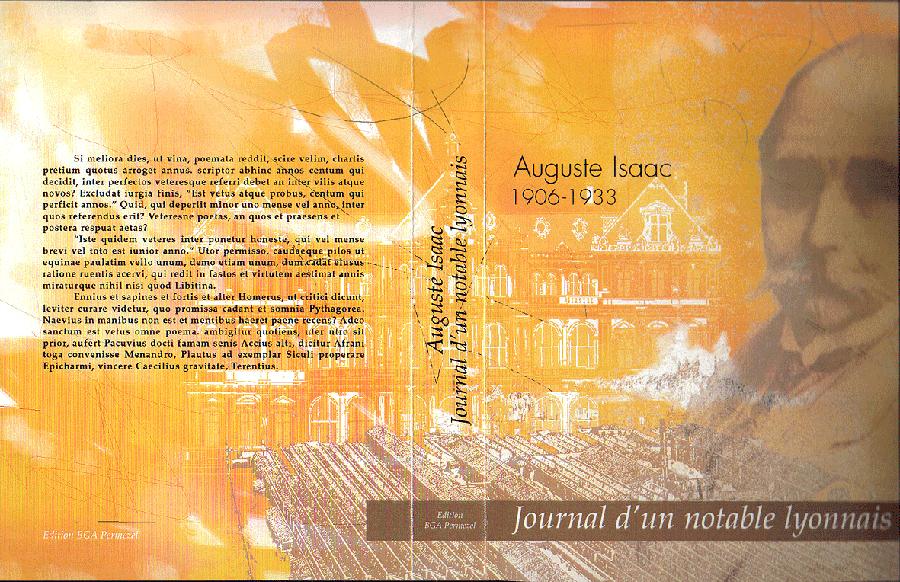 Si meliora dies, ut vina, poemata reddit, scire velim, chartis
pretium quotus arroget annus. scriptor abhinc annos centum qui
decidit, inter perfectos veteresque referri debet an inter vilis atque
novos? Excludat iurgia finis, "Est vetus atque probus, centum qui
perficit annos." Quid, qui deperiit minor uno mense vel anno, inter
quos referendus erit? Veteresne poetas, an quos et praesens et
postera respuat aetas?
"Iste quidem veteres inter ponetur honeste, qui vel mense
brevi vel toto est iunior anno." Utor permisso, caudaeque pilos ut
equinae paulatim vello unum, demo etiam unum, dum cadat elusus
ratione ruentis acervi, qui redit in fastos et virtutem aestimat annis
miraturque nihil nisi quod Libitina.
Ennius et sapines et fortis et alter Homerus, ut critici dicunt,
leviter curare videtur, quo promissa cadant et somnia Pythagorea.
Naevius in manibus non est et mentibus haeret paene recens? Adeo
sanctum est vetus omne poema. ambigitur quotiens, uter utro sit
prior, aufert Pacuvius docti famam senis Accius alti, dicitur Afrani
toga convenisse Menandro, Plautus ad exemplar Siculi properare
Epicharmi, vincere Caecilius gravitate, Terentius.
Edition BGA Permezel
Auguste Isaac
Journal d'un notable lyonnais
Edition
BGA Permezel
Auguste Isaac
1906-1933
Journal d'un notable lyonnais